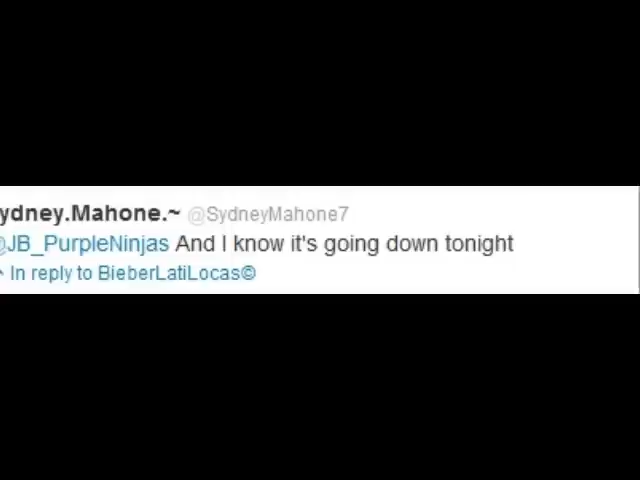 ydney.Mahone.~ @SydneyMahone7
@JB_PurpleNinjas And I know it's going down tonight
In reply to BieberLatiLocas©